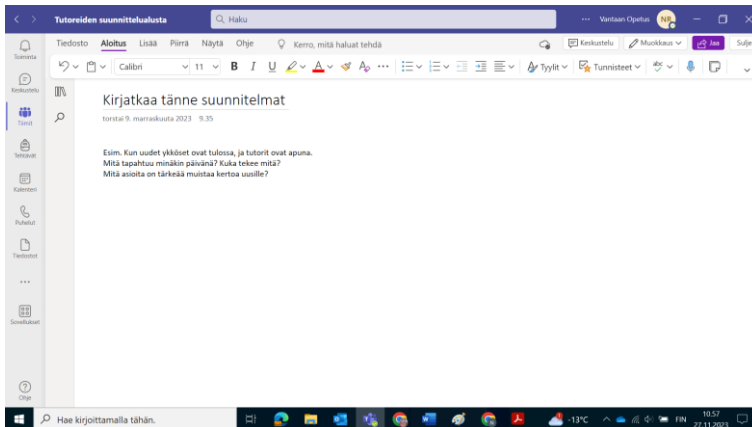 Tutoreiden suunnittelualusta
Haku
Vantaan Opetus
NR
Tiedosto Aloitus Lisää Piirrä Näytä Ohje Kerro, mitä haluat tehdä
Keskustelu Muokkaus Jaa Sulje
Calibri 11 B I U A A Tyylit Tunnisteet abc
Toiminta
Keskustelu
Tiimit
Tehtävät
Kalenteri
Puhelut
Tiedostot
Sovellukset
Ohje
Kirjatkaa tänne suunnitelmat
torstai 9. marraskuuta 2023 9.35
Esim. Kun uudet ykköset ovat tulossa, ja tutorit ovat apuna.
Mitä tapahtuu minäkin päivänä? Kuka tekee mitä?
Mitä asioita on tärkeää muistaa kertoa uusille?
Hae kirjoittamalla tähän.
-13°C
FIN
10.57
27.11.2023